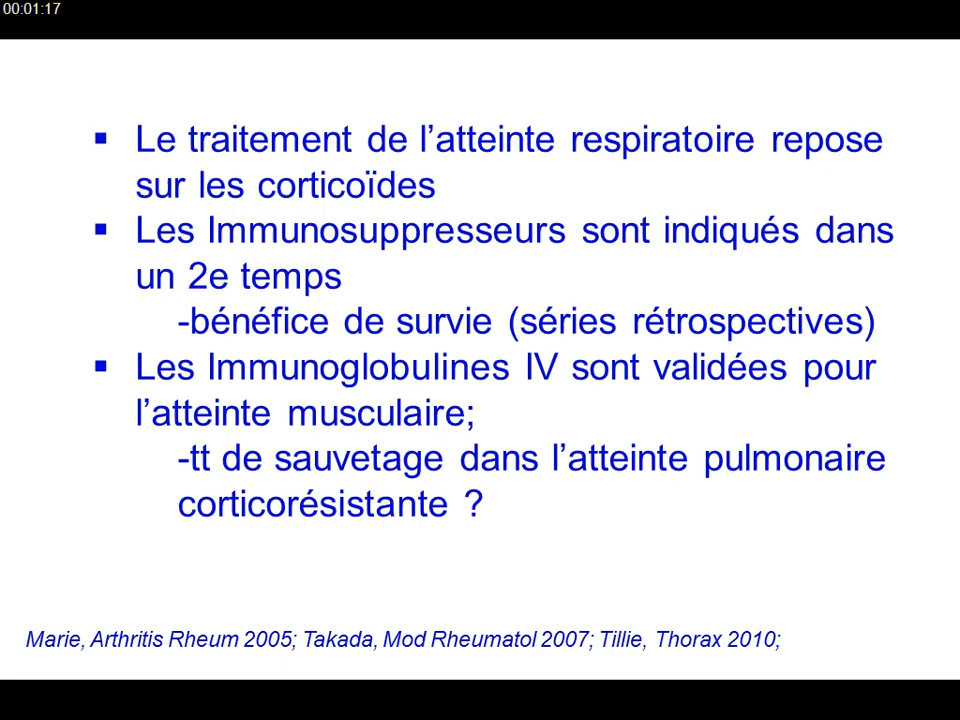 00:01:17
▪ Le traitement de l’atteinte respiratoire repose
sur les corticoïdes
▪ Les Immunosuppresseurs sont indiqués dans
un 2e temps
-bénéfice de survie (séries rétrospectives)
▪ Les Immunoglobulines IV sont validées pour
l’atteinte musculaire;
-tt de sauvetage dans l’atteinte pulmonaire
corticorésistante ?
Marie, Arthritis Rheum 2005; Takada, Mod Rheumatol 2007; Tillie, Thorax 2010;